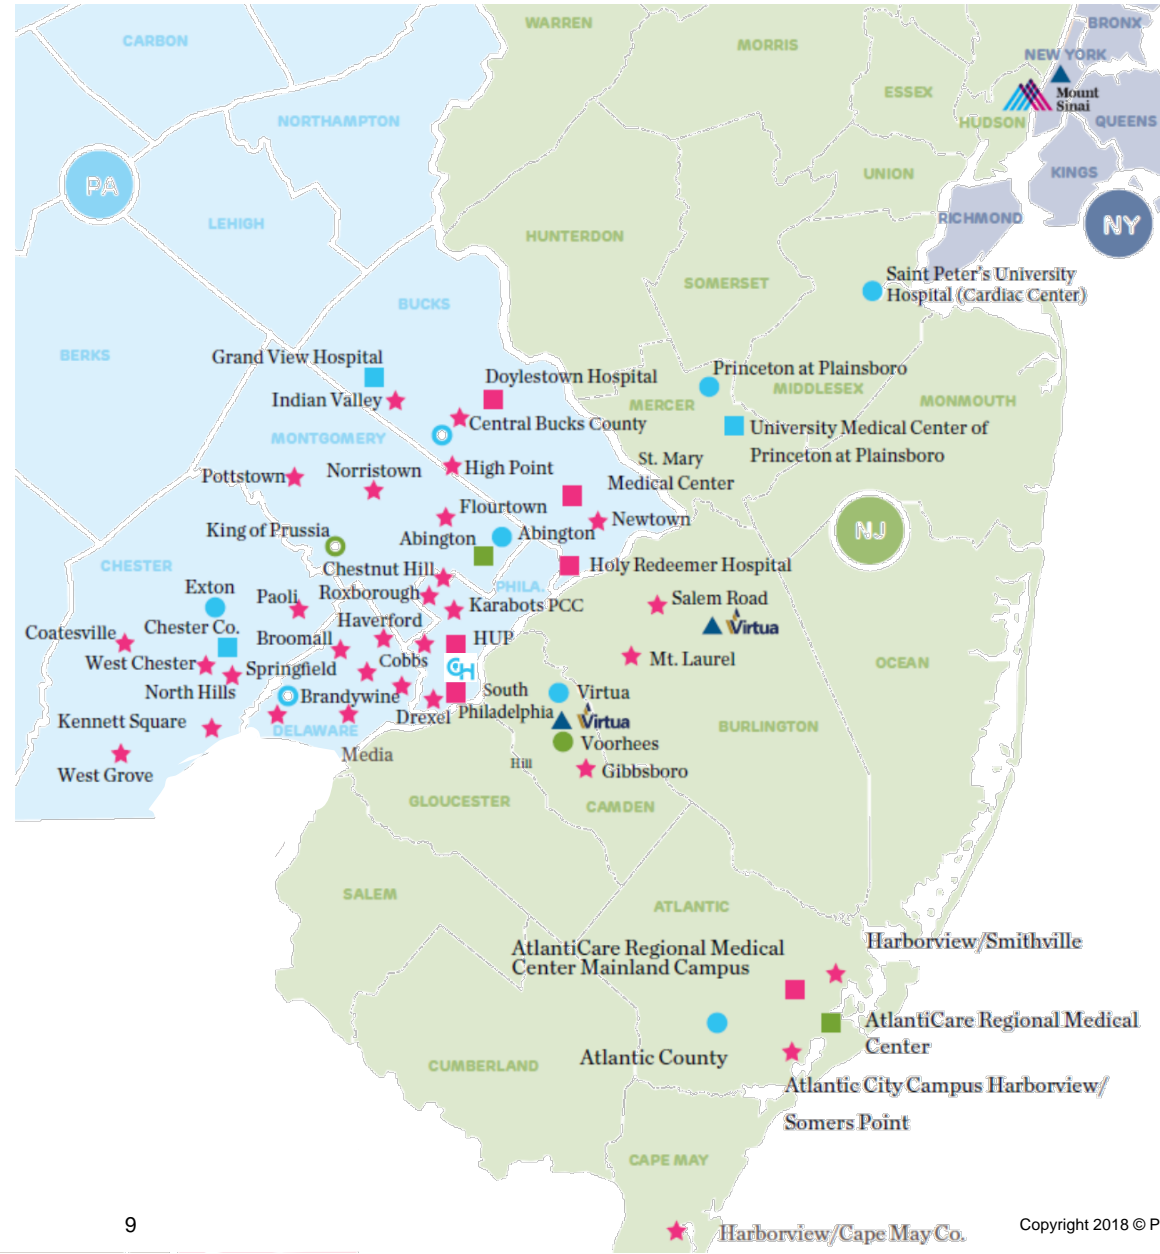 WARREN
BRONX
CARBON
MORRIS
NEW YORK
ESSEX
Mount
Sinai
NORTHAMPTON
HUDSON
QUEENS
UNION
KINGS
PA
RICHMOND
NY
LEHIGH
HUNTERDON
SOMERSET
Saint Peter's University
Hospital (Cardiac Center)
BUCKS
BERKS
Grand View Hospital
Doylestown Hospital
Princeton at Plainsboro
MIDDLESEX
Indian Valley
MERCER
MONMOUTH
Central Bucks County
University Medical Center of
Princeton at Plainsboro
MONTGOMERY
St. Mary
Medical Center
Pottstown
Norristown
High Point
Flourtown
Newtown
King of Prussia
Abington
Abington
NJ
CHESTER
Chestnut Hill
Holy Redeemer Hospital
PHILA.
Exton
Paoli
Roxborough
Karabots PCC
Salem Road
Virtua
Coatesville
Chester Co.
Broomall
Haverford
HUP
West Chester
Springfield
Cobbs
CH
Mt. Laurel
OCEAN
North Hills
Brandywine
South
Philadelphia
Virtua
Kennett Square
Drexel
Virtua
BURLINGTON
DELAWARE
Media
Voorhees
Hill
Gibbsboro
West Grove
GLOUCESTER
CAMDEN
SALEM
ATLANTIC
AtlantiCare Regional Medical
Center Mainland Campus
Harborview/Smithville
AtlantiCare Regional Medical
Center
Atlantic County
CUMBERLAND
Atlantic City Campus Harborview/
Somers Point
CAPE MAY
Harborview/Cape May Co.
9
Copyright 2018 © P